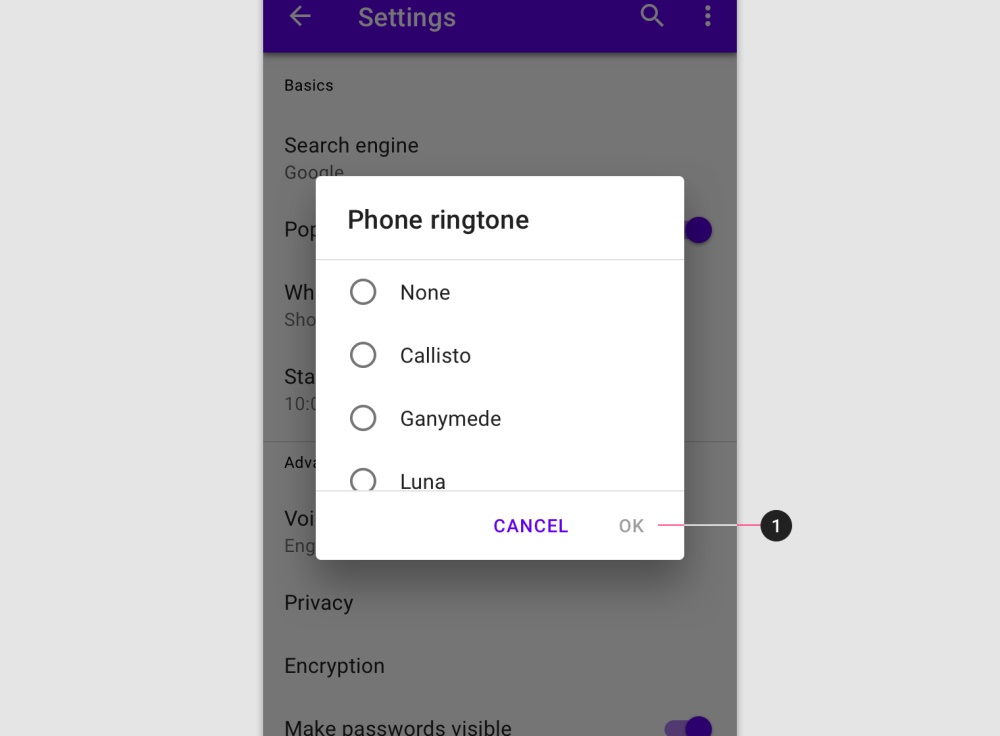 Settings
Basics
Search engine
Google
Pop
Wh
Sho
Sta
10:0
Adva
Voi
Eng
Privacy
Encryption
Make passwords visible
Phone ringtone
None
Callisto
Ganymede
Luna
CANCEL OK
1